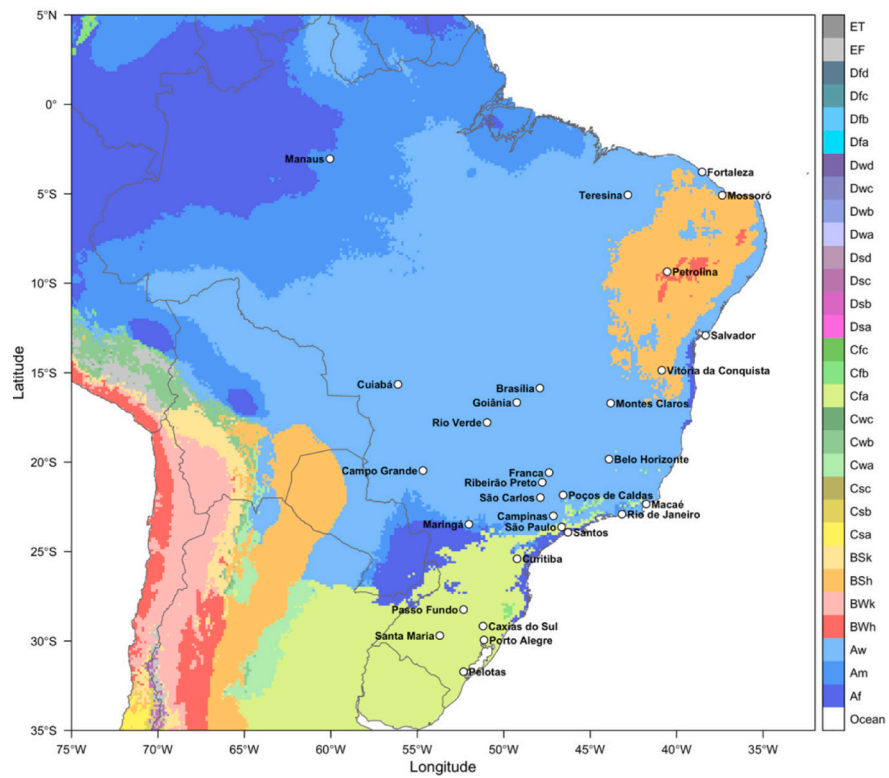 5°N
0°
5°S
10°S
15°S
20°S
25°S
30°S
35°S
Latitude
75°W
70°W
65°W
60°W
55°W
50°W
45°W
40°W
35°W
Longitude
Manaus
Fortaleza
Teresina
Mossoró
Petrolina
Salvador
Vitória da Conquista
Cuiabá
Brasília
Goiânia
Montes Claros
Rio Verde
Belo Horizonte
Campo Grande
Franca
Ribeirão Preto
São Carlos
Poços de Caldas
Macaé
Campinas
Rio de Janeiro
Maringá
São Paulo
Santos
Curitiba
Passo Fundo
Caxias do Sul
Santa Maria
Porto Alegre
Pelotas
ET
EF
Dfd
Dfc
Dfb
Dfa
Dwd
Dwc
Dwb
Dwa
Dsd
Dsc
Dsb
Dsa
Cfc
Cfb
Cfa
Cwc
Cwb
Cwa
Csc
Csb
Csa
BSk
BSh
BWk
BWh
Aw
Am
Af
Ocean